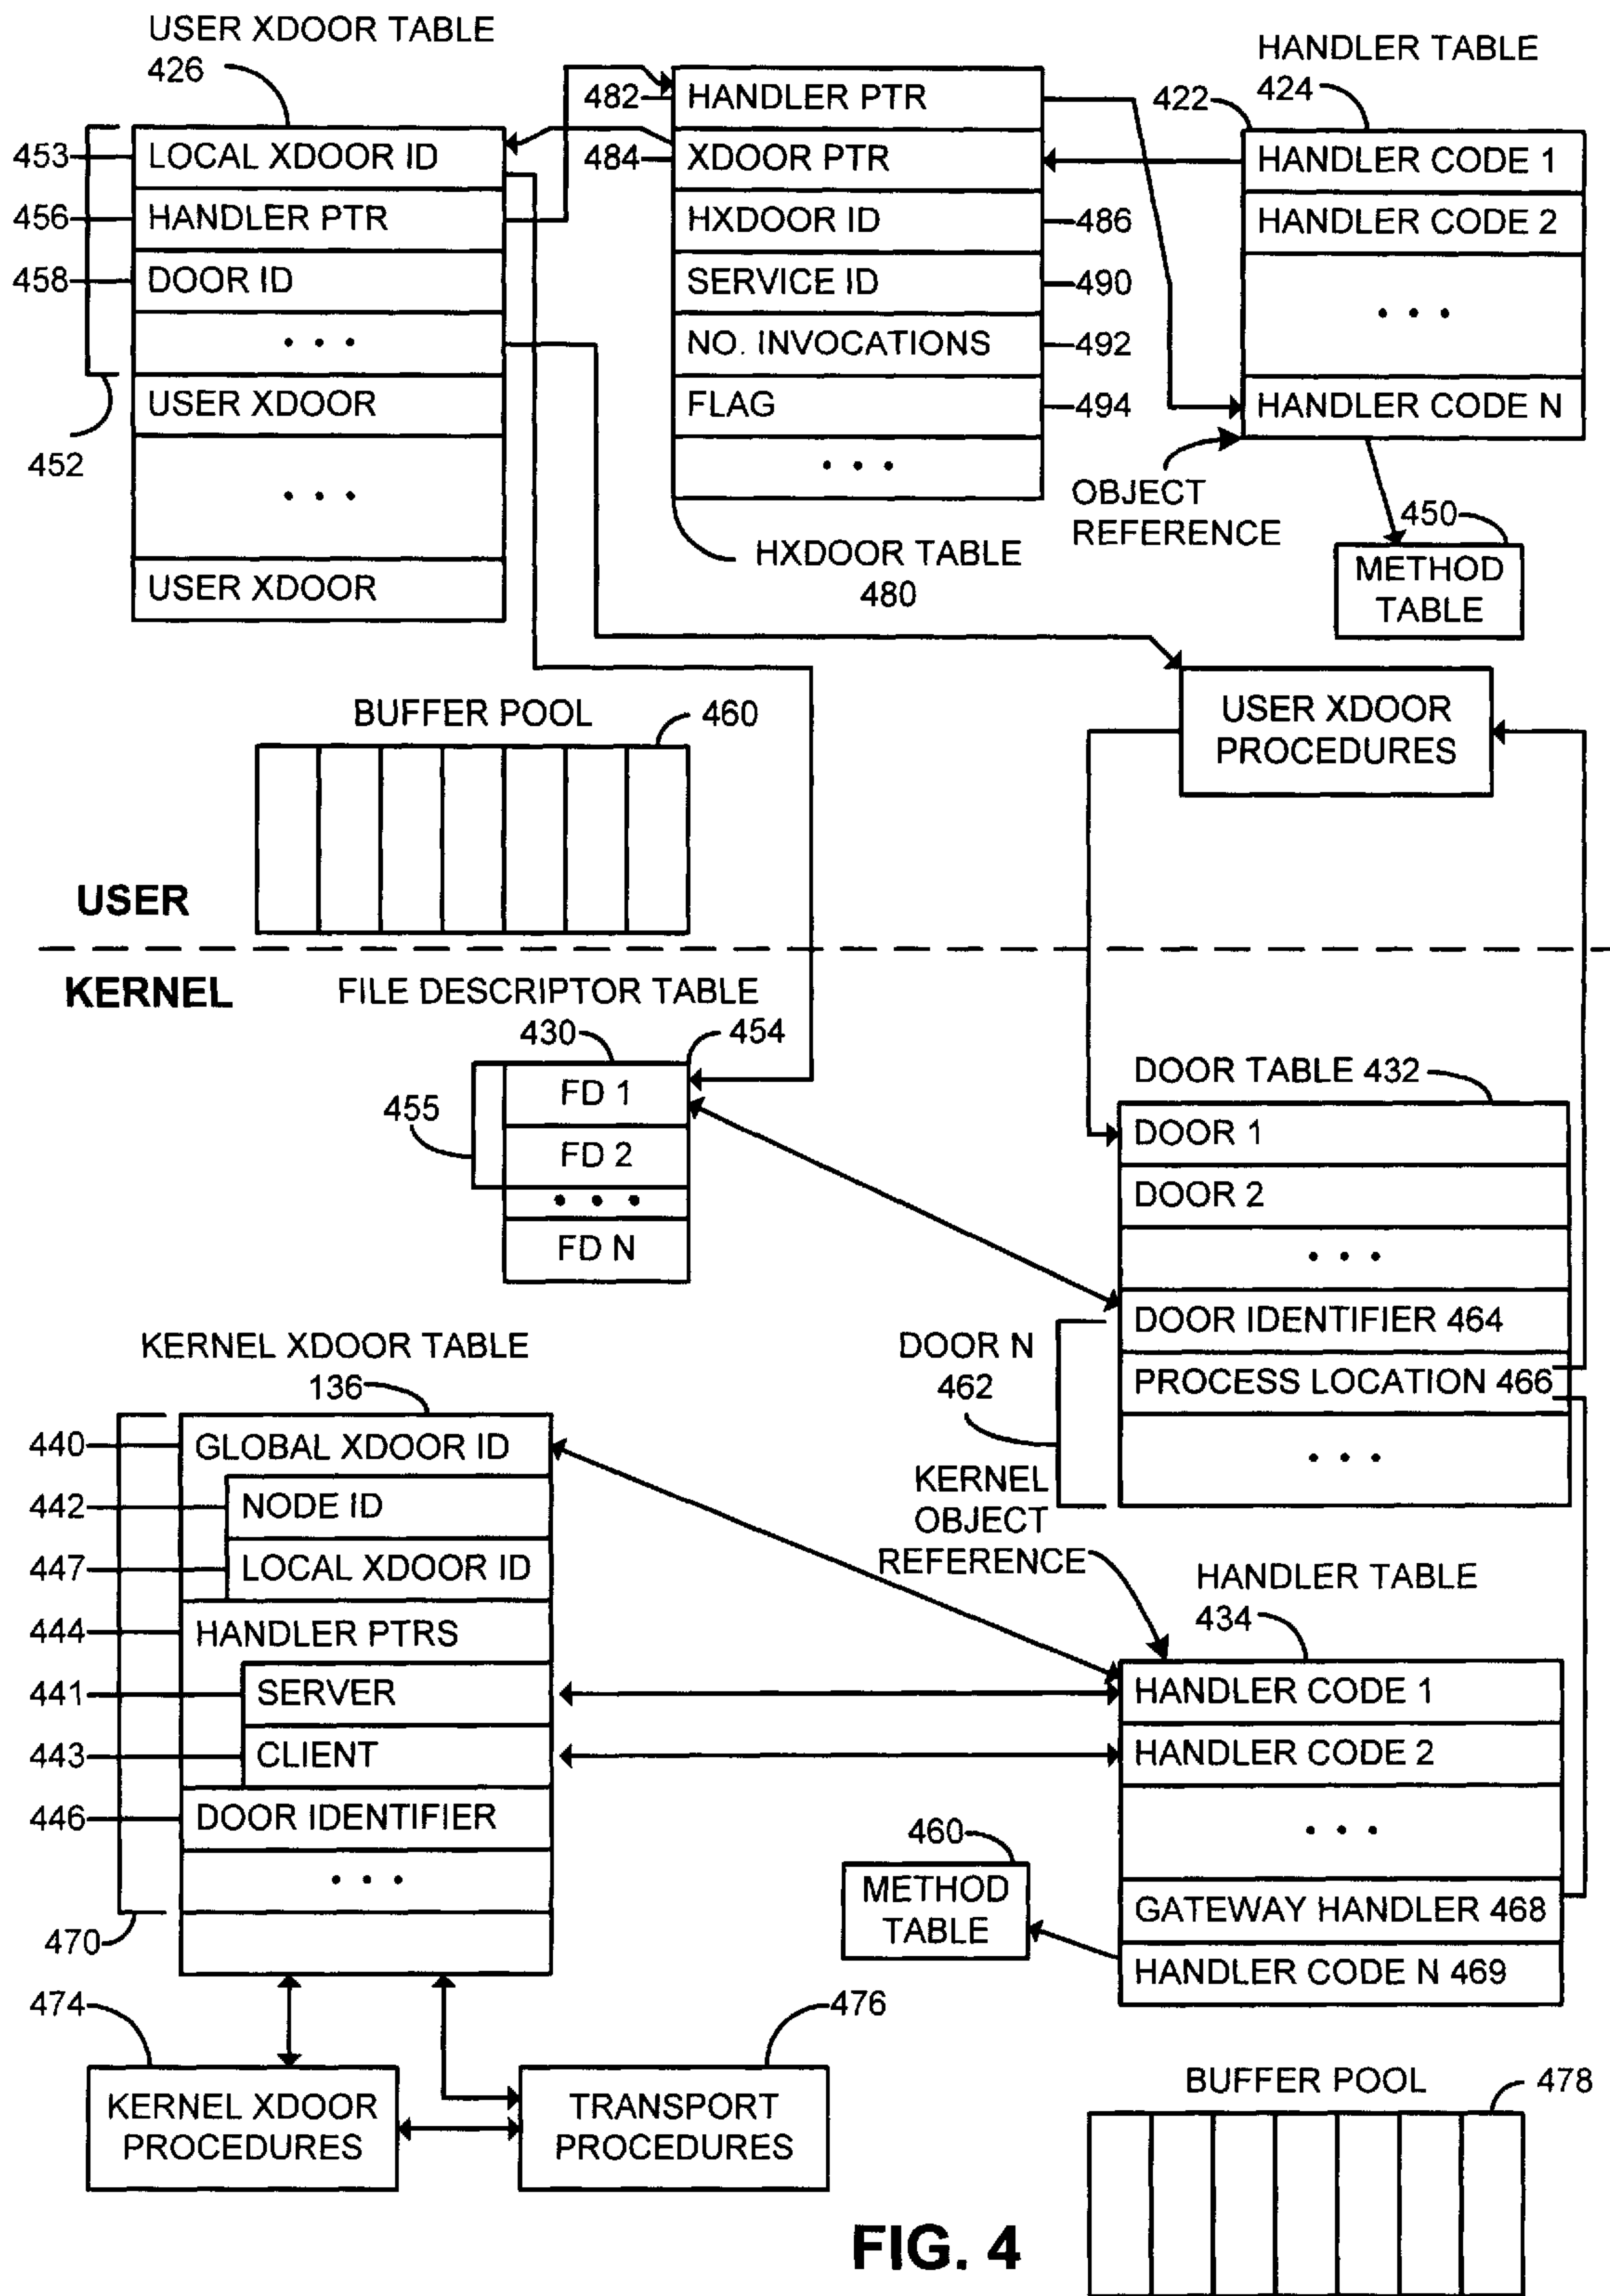 USER XDOOR TABLE
426
453
LOCAL XDOOR ID
456
HANDLER PTR
458
DOOR ID
• • •
452
USER XDOOR
• • •
USER XDOOR
482
HANDLER PTR
484
XDOOR PTR
HXDOOR ID
486
SERVICE ID
490
NO. INVOCATIONS
492
FLAG
494
• • •
HXDOOR TABLE
480
HANDLER TABLE
422
424
HANDLER CODE 1
HANDLER CODE 2
• • •
HANDLER CODE N
OBJECT
REFERENCE
450
METHOD
TABLE
BUFFER POOL
460
USER XDOOR
PROCEDURES
USER
KERNEL
FILE DESCRIPTOR TABLE
430
454
455
FD 1
FD 2
• • •
FD N
DOOR TABLE 432
DOOR 1
DOOR 2
• • •
DOOR N
462
DOOR IDENTIFIER 464
PROCESS LOCATION 466
• • •
KERNEL XDOOR TABLE
136
440
GLOBAL XDOOR ID
442
NODE ID
447
LOCAL XDOOR ID
444
HANDLER PTRS
441
SERVER
443
CLIENT
446
DOOR IDENTIFIER
• • •
470
KERNEL
OBJECT
REFERENCE
HANDLER TABLE
434
HANDLER CODE 1
HANDLER CODE 2
• • •
GATEWAY HANDLER 468
HANDLER CODE N 469
460
METHOD
TABLE
474
KERNEL XDOOR
PROCEDURES
476
TRANSPORT
PROCEDURES
BUFFER POOL
478
FIG. 4